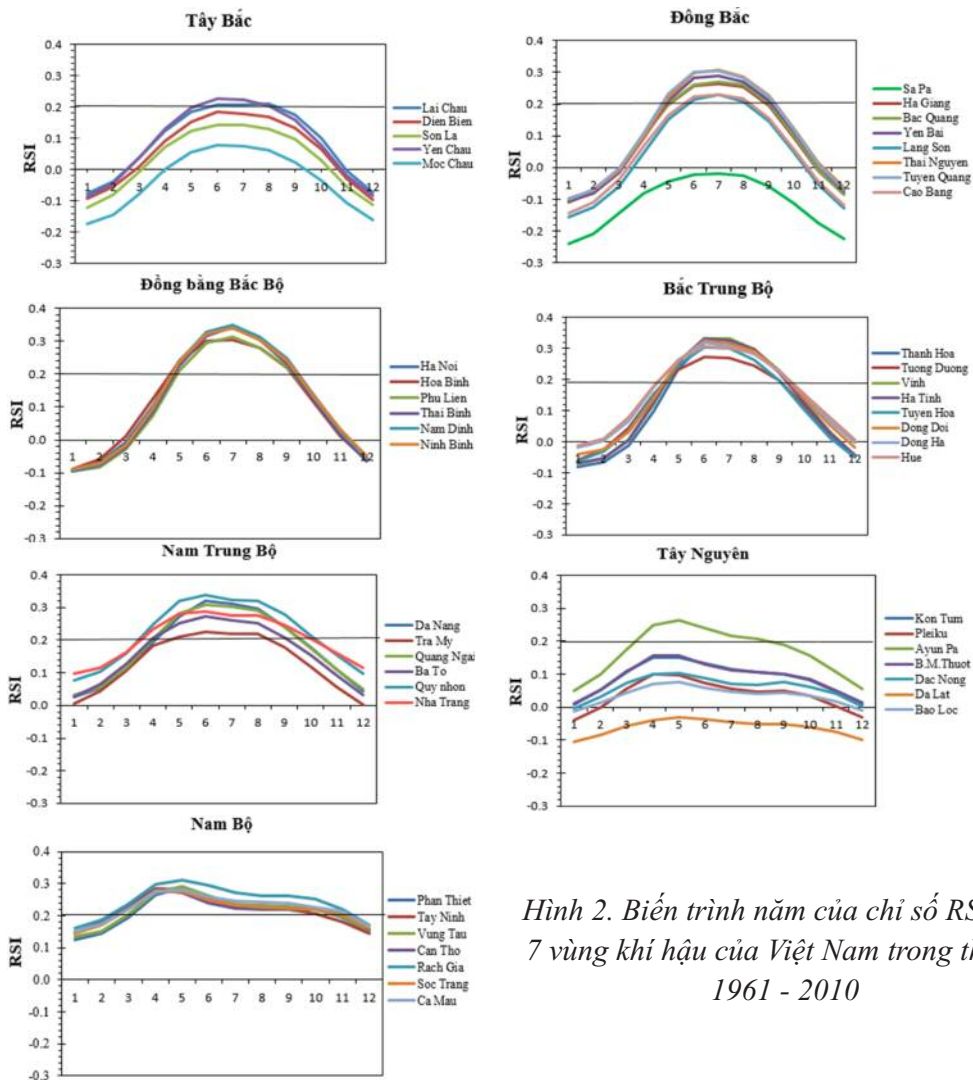 Tây Bắc
0.4
0.3
0.2
0.1
0.0
-0.1
-0.2
-0.3
RSI
1 2 3 4 5 6 7 8 9 10 11 12
Lai Chau
Dien Bien
Son La
Yen Chau
Moc Chau
Đông Bắc
0.4
0.3
0.2
0.1
0.0
-0.1
-0.2
-0.3
RSI
1 2 3 4 5 6 7 8 9 10 11 12
Sa Pa
Ha Giang
Bac Quang
Yen Bai
Lang Son
Thai Nguyen
Tuyen Quang
Cao Bang
Đồng bằng Bắc Bộ
0.4
0.3
0.2
0.1
0.0
-0.1
-0.2
-0.3
RSI
1 2 3 4 5 6 7 8 9 10 11 12
Ha Noi
Hoa Binh
Phu Lien
Thai Binh
Nam Dinh
Ninh Binh
Bắc Trung Bộ
0.4
0.3
0.2
0.1
0.0
-0.1
-0.2
-0.3
RSI
1 2 3 4 5 6 7 8 9 10 11 12
Thanh Hoa
Tuong Duong
Vinh
Ha Tinh
Tuyen Hoa
Dong Doi
Dong Ha
Hue
Nam Trung Bộ
0.4
0.3
0.2
0.1
0.0
-0.1
-0.2
-0.3
RSI
1 2 3 4 5 6 7 8 9 10 11 12
Da Nang
Tra My
Quang Ngai
Ba To
Quy nhon
Nha Trang
Tây Nguyên
0.4
0.3
0.2
0.1
0.0
-0.1
-0.2
-0.3
RSI
1 2 3 4 5 6 7 8 9 10 11 12
Kon Tum
Pleiku
Ayun Pa
B.M.Thuot
Dac Nong
Da Lat
Bao Loc
Nam Bộ
0.4
0.3
0.2
0.1
0.0
-0.1
-0.2
-0.3
RSI
1 2 3 4 5 6 7 8 9 10 11 12
Phan Thiet
Tay Ninh
Vung Tau
Can Tho
Rach Gia
Soc Trang
Ca Mau
Hình 2. Biến trình năm của chỉ số
7 vùng khí hậu của Việt Nam trong
1961 - 2010